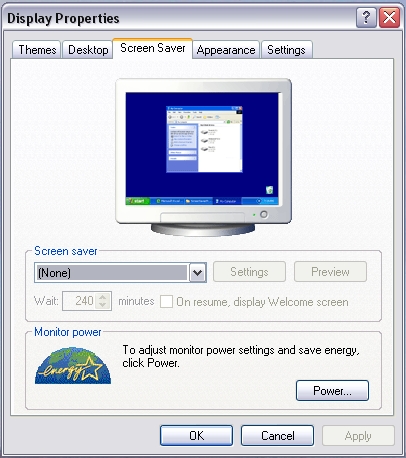 Display Properties
Themes Desktop Screen Saver Appearance Settings
start
Screen saver
(None) Settings Preview
Wait: 240 minutes On resume, display Welcome screen
Monitor power
energy
To adjust monitor power settings and save energy,
click Power.
Power...
OK Cancel Apply